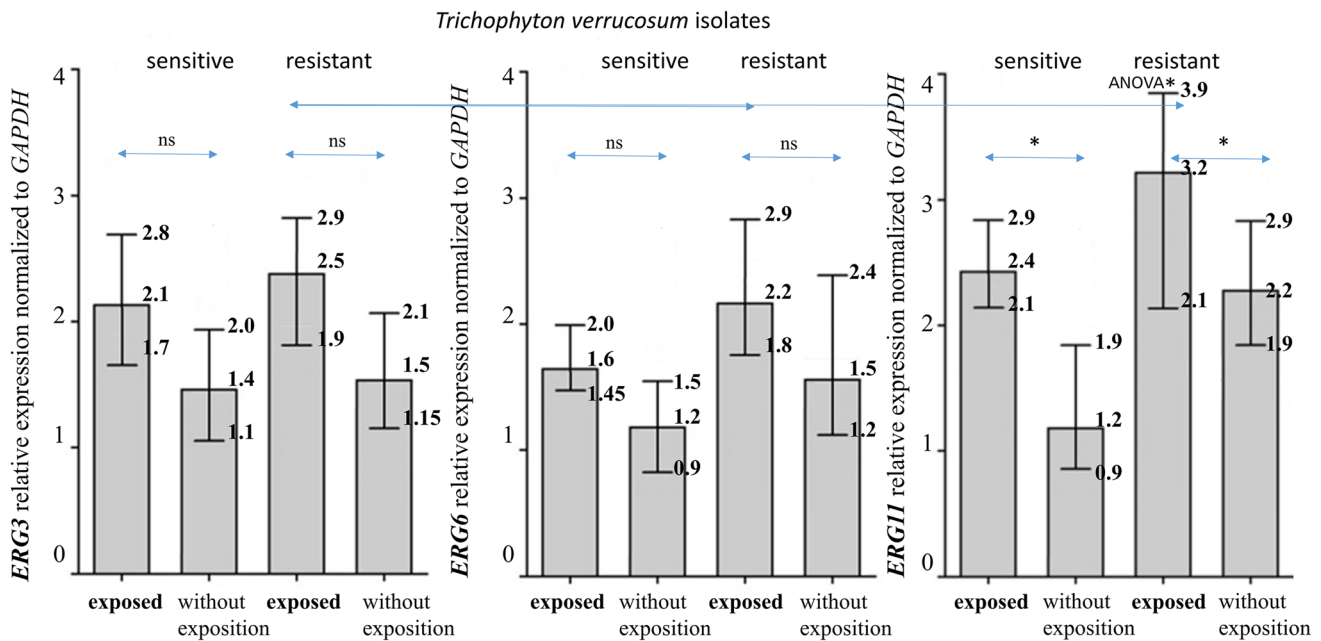 Trichophyton verrucosum isolates
sensitive resistant
ERG3 relative expression normalized to GAPDH
4
3
2
1
0
ns
ns
2.8
2.1
1.7
2.0
1.4
1.1
2.9
2.5
1.9
2.1
1.5
1.15
exposed without exposed without
exposition exposition
sensitive resistant
ERG6 relative expression normalized to GAPDH
4
3
2
1
0
ns
ns
2.0
1.6
1.45
1.5
1.2
0.9
2.9
2.2
1.8
2.4
1.5
1.2
exposed without exposed without
exposition exposition
sensitive resistant
ERG11 relative expression normalized to GAPDH
4
3
2
1
0
ANOVA*
*
*
2.9
2.4
2.1
1.9
1.2
0.9
3.9
3.2
2.1
2.9
2.2
1.9
exposed without exposed without
exposition exposition